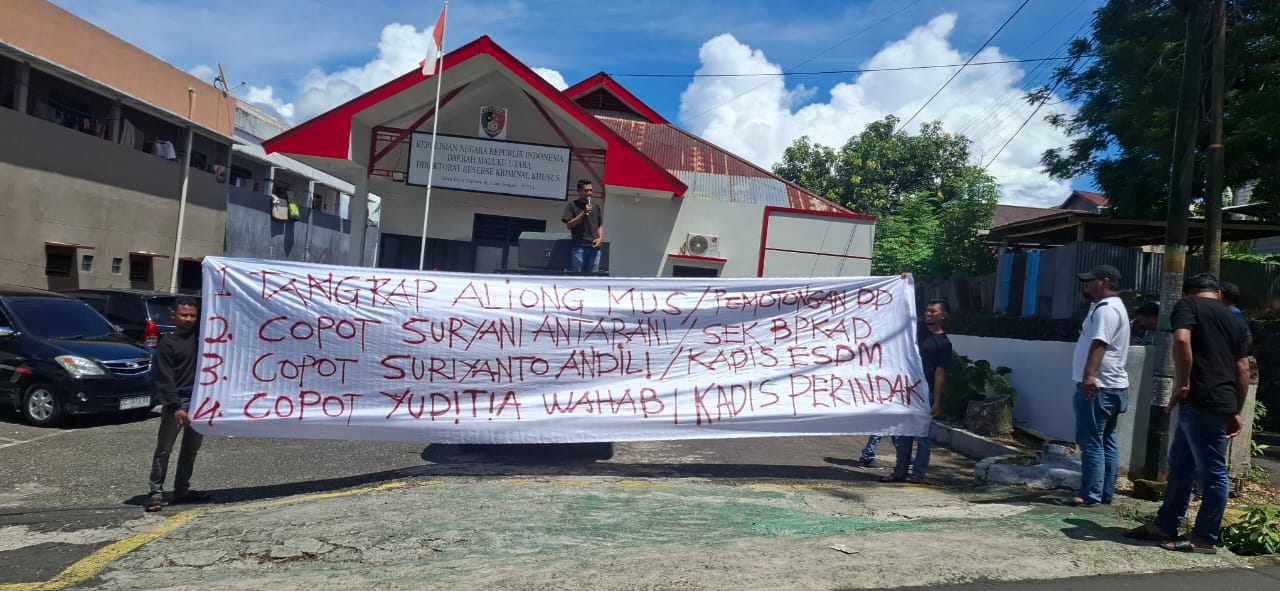 KEPOLISIAN NEGARA REPUBLIK INDONESIA
DAERAH MALUKU UTARA
DIREKTORAT RESERSE KRIMINAL KHUSUS
1 TANGKAP ALIONG MUS / PEMOTONGAN DD
2. COPOT SURYANI ANTARANI / SEK BPKAD
3. COPOT SURIYANTO ANDILI / KADIS ESDM
4. COPOT YUDITIA WAHAB | KADIS PERINDAK